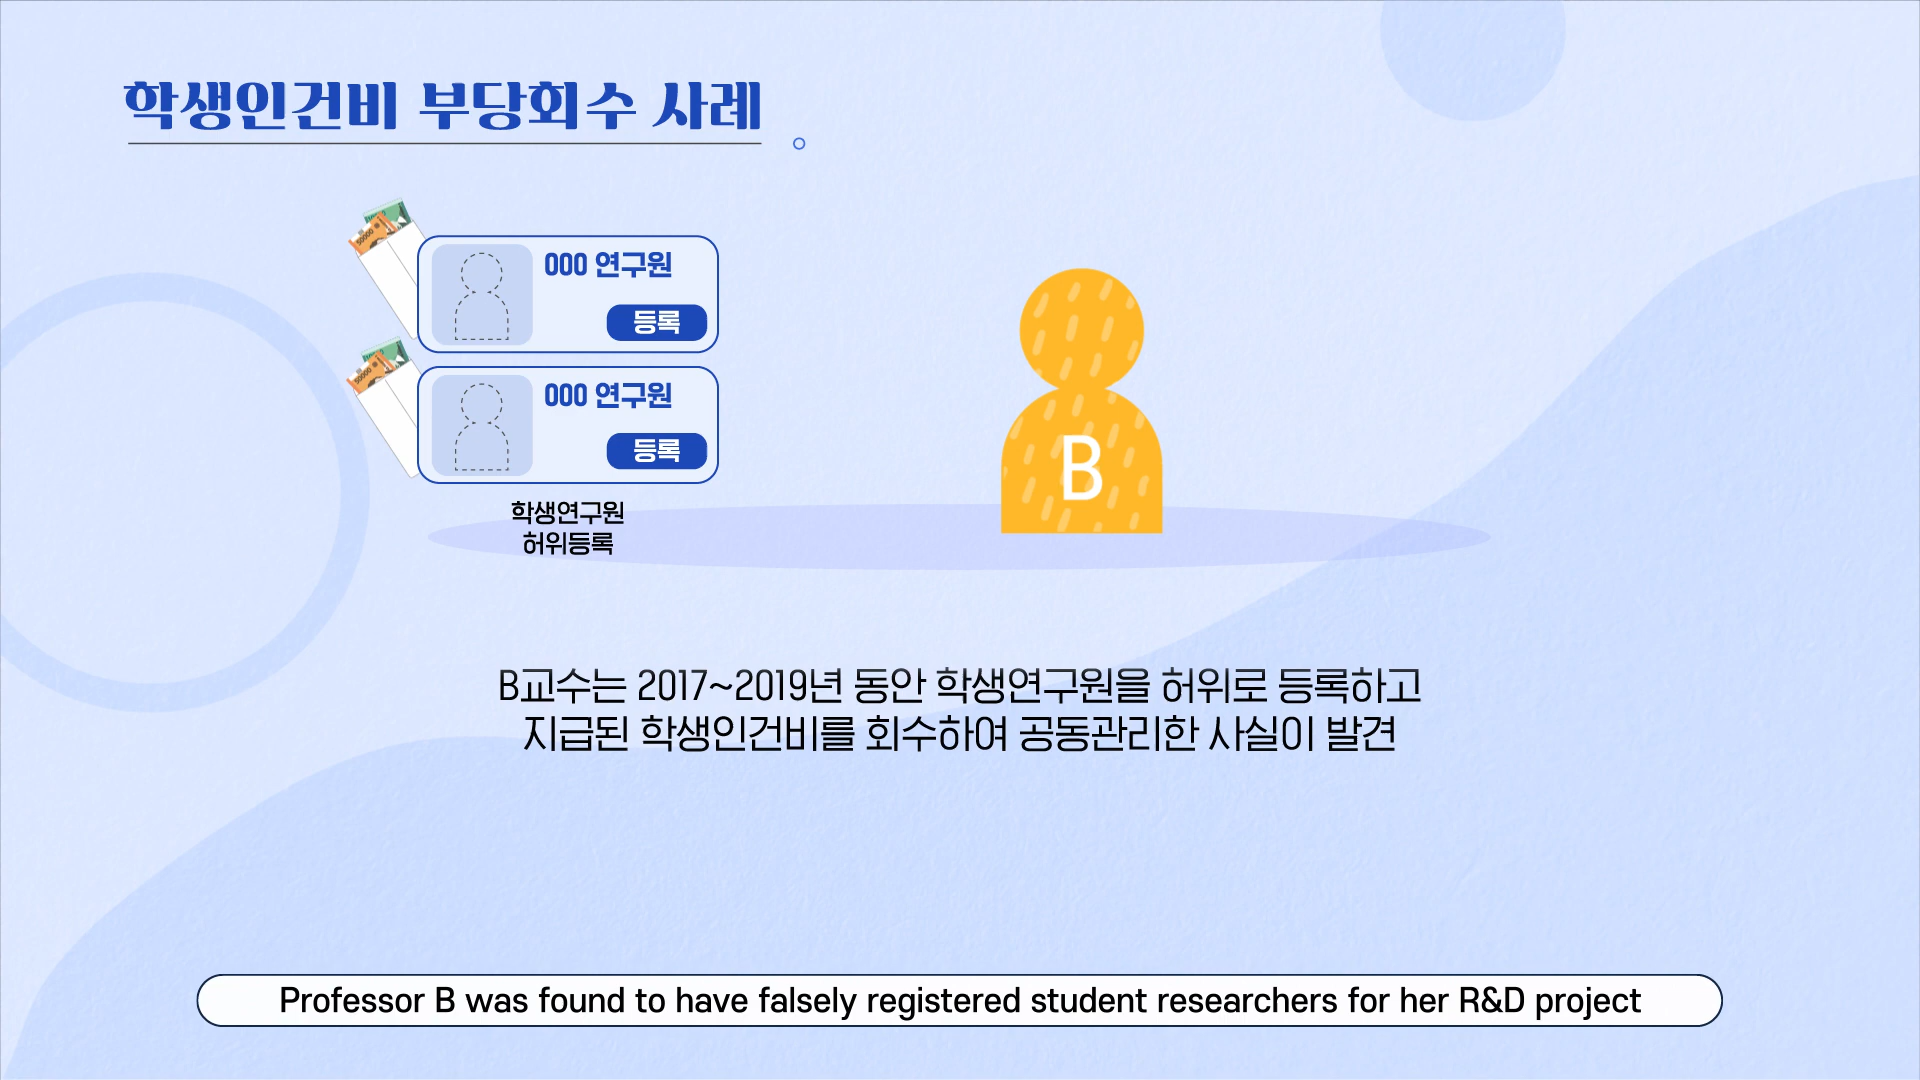 학생인건비 부당회수 사례
50000
000 연구원
등록
50000
000 연구원
등록
학생연구원
허위등록
B
B교수는 2017~2019년 동안 학생연구원을 허위로 등록하고
지급된 학생인건비를 회수하여 공동관리한 사실이 발견
Professor B was found to have falsely registered student researchers for her R&D project